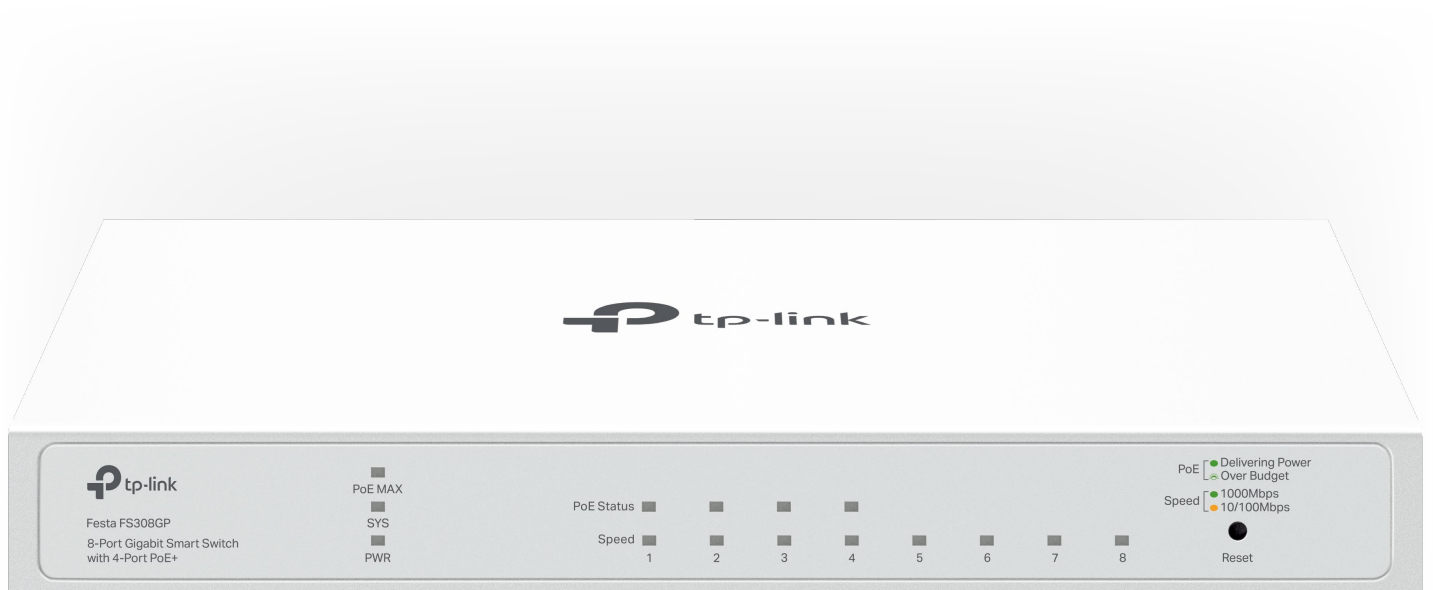 tp-link
tp-link
Festa FS308GP
8-Port Gigabit Smart Switch
with 4-Port PoE+
PoE MAX
SYS
PWR
PoE Status
Speed
1 2 3 4 5 6 7 8
PoE
Delivering Power
Over Budget
Speed
1000Mbps
10/100Mbps
Reset